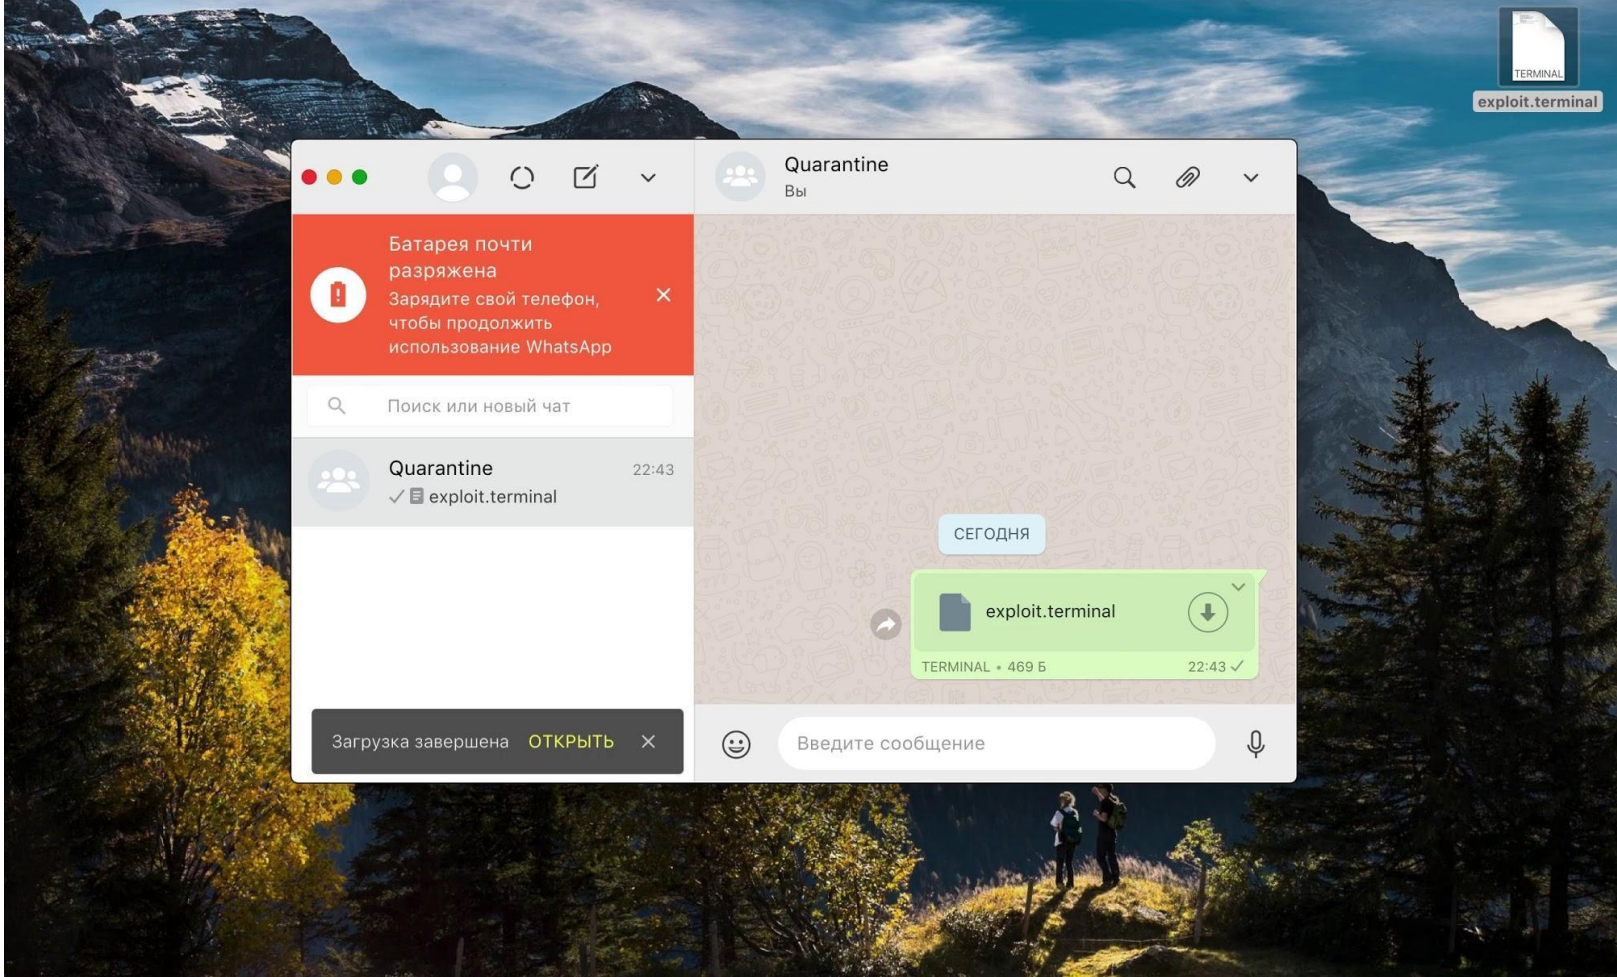 TERMINAL
exploit.terminal
Quarantine
Вы
Батарея почти
разряжена
Зарядите свой телефон,
чтобы продолжить
использование WhatsApp
Поиск или новый чат
Quarantine 22:43
exploit.terminal
СЕГОДНЯ
exploit.terminal
TERMINAL • 469 Б 22:43
Загрузка завершена ОТКРЫТЬ
Введите сообщение